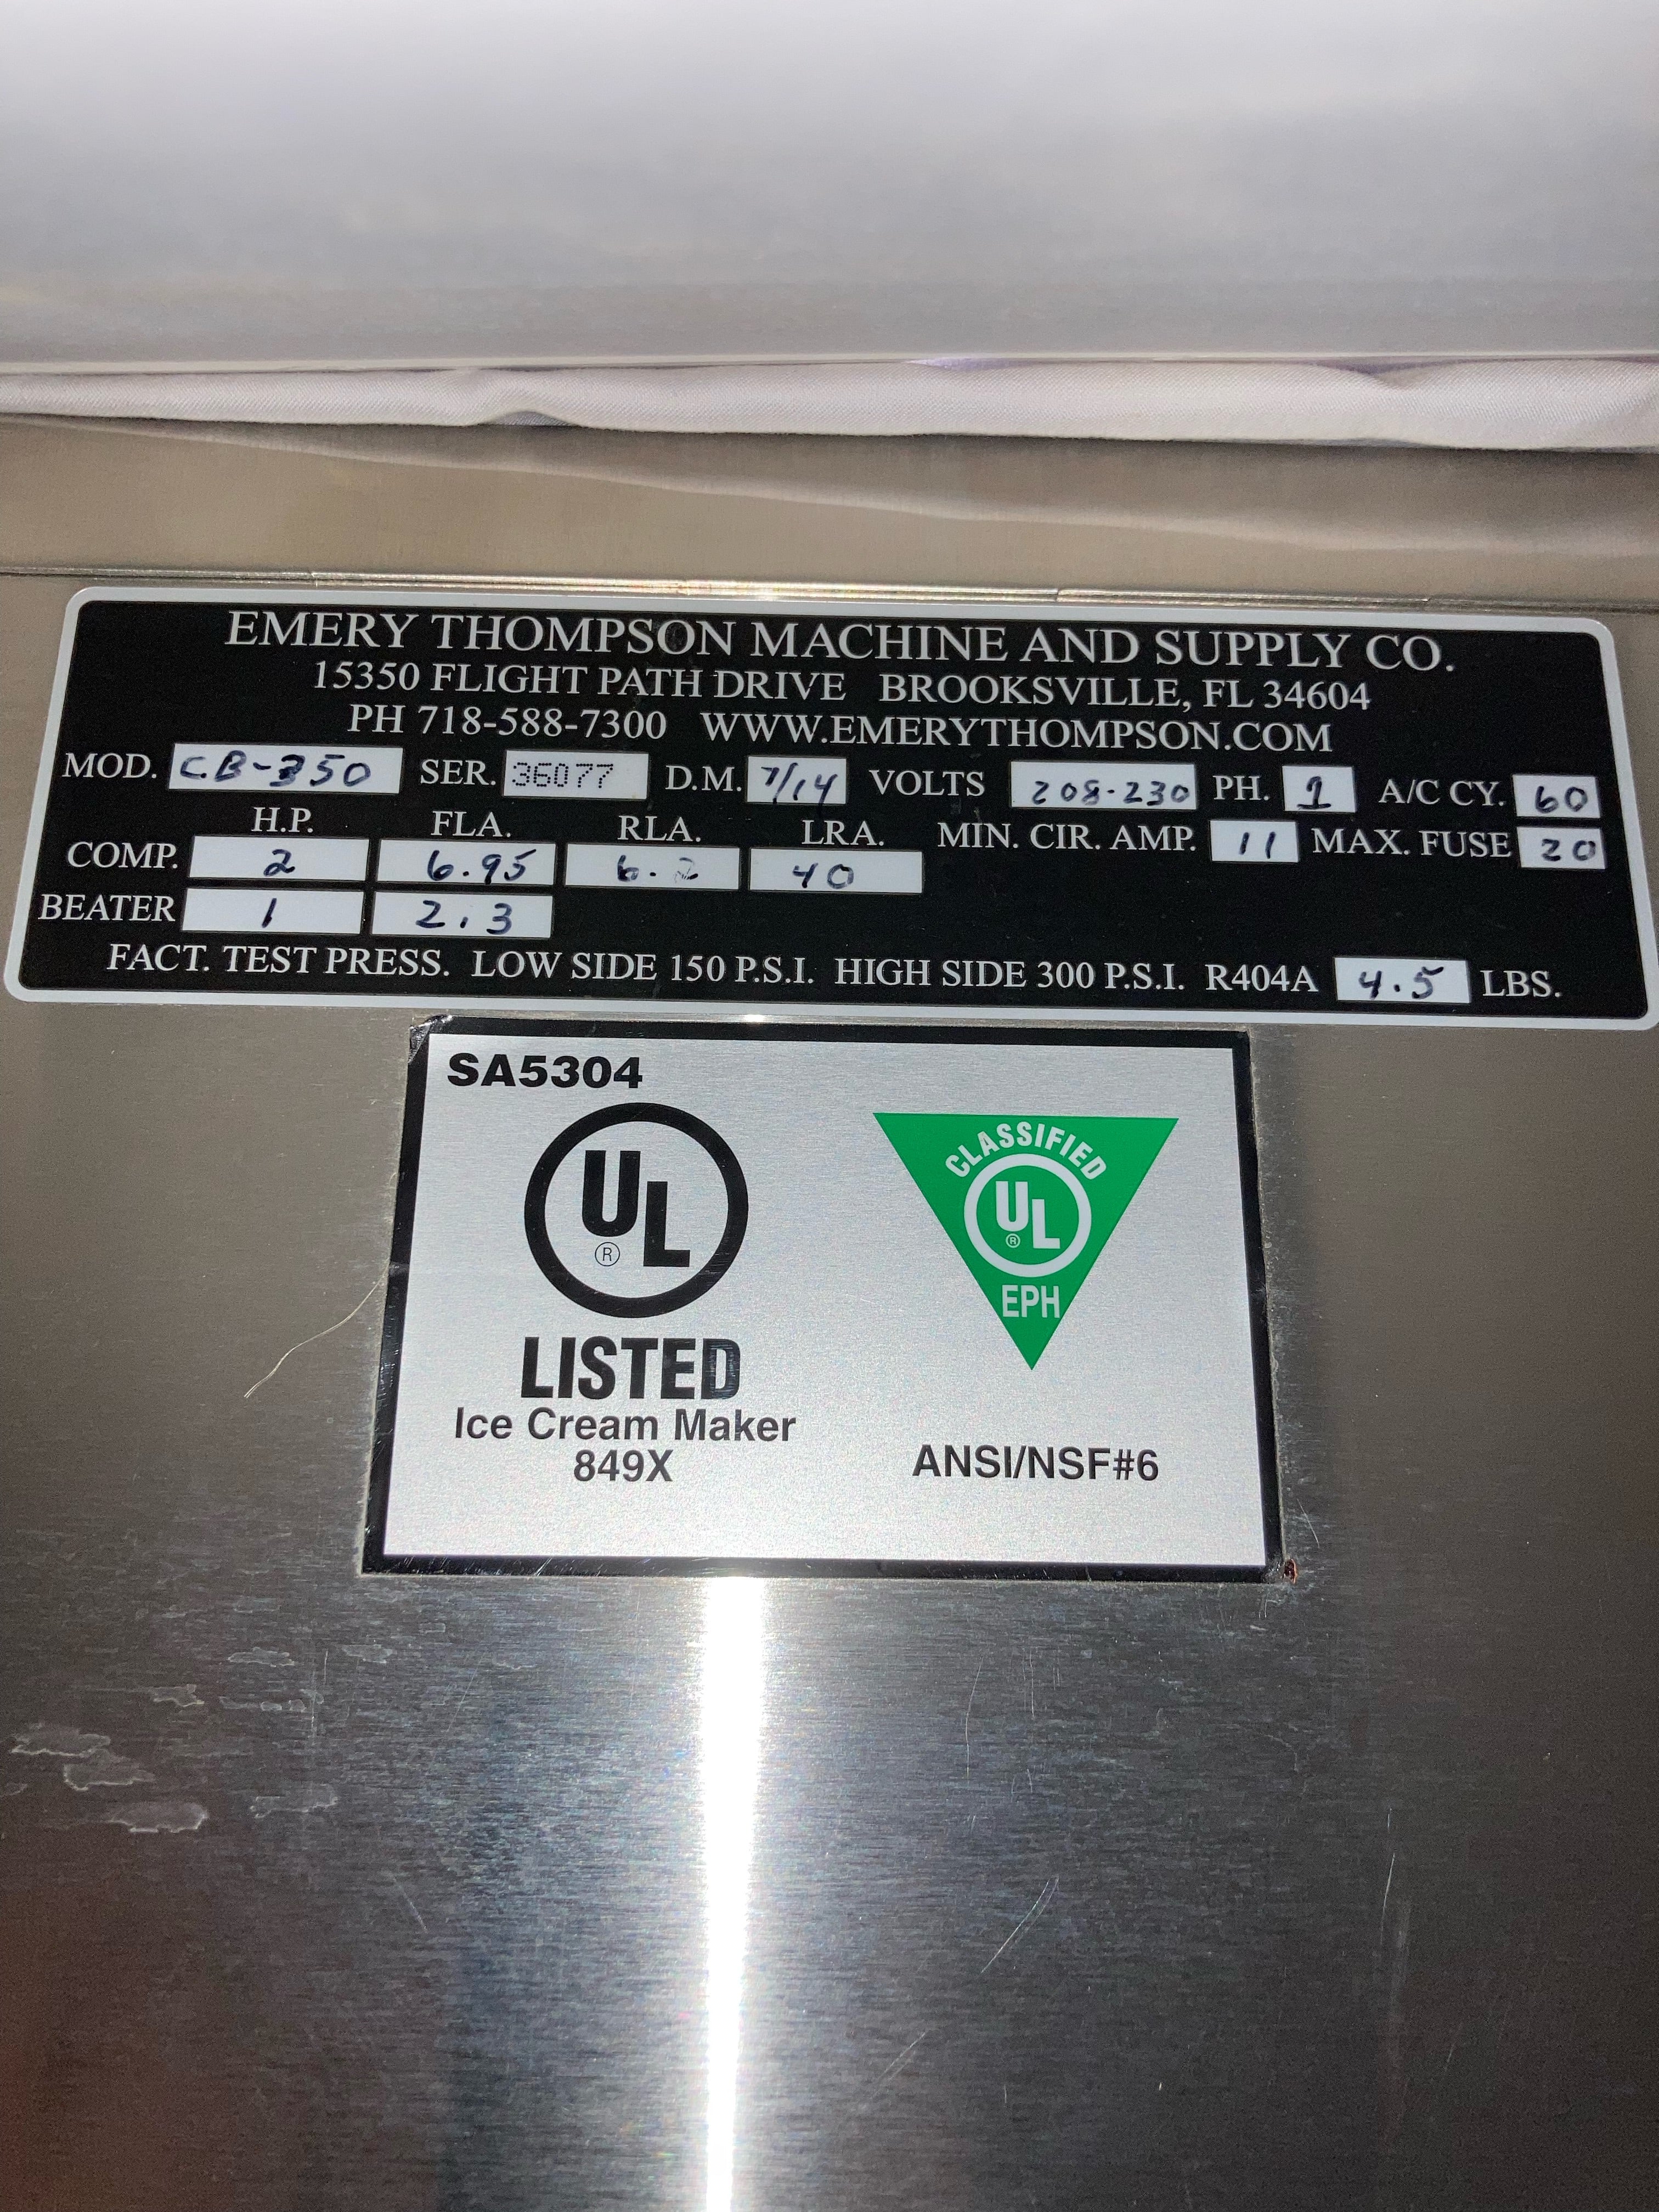 EMERY THOMPSON MACHINE AND SUPPLY CO.
15350 FLIGHT PATH DRIVE BROOKSVILLE, FL 34604
PH 718-588-7300 WWW.EMERYTHOMPSON.COM
MOD. CB-350 SER. 36077 D.M. 7/14 VOLTS 208-230 PH. 1 A/C CY. 60
H.P. FLA. RLA. LRA. MIN. CIR. AMP. 11 MAX. FUSE 20
COMP. 2 6.95 6.2 40
BEATER 1 2.3
FACT. TEST PRESS. LOW SIDE 150 P.S.I. HIGH SIDE 300 P.S.I. R404A 4.5 LBS.
SA5304
UL
®
LISTED
Ice Cream Maker
849X
CLASSIFIED
UL
®
EPH
ANSI/NSF#6